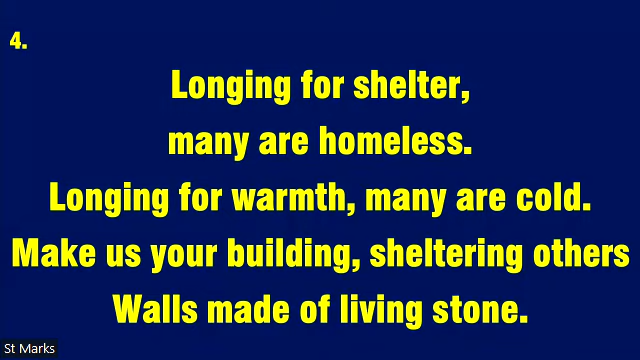 4.
Longing for shelter,
many are homeless.
Longing for warmth, many are cold.
Make us your building, sheltering others
Walls made of living stone.
St Marks